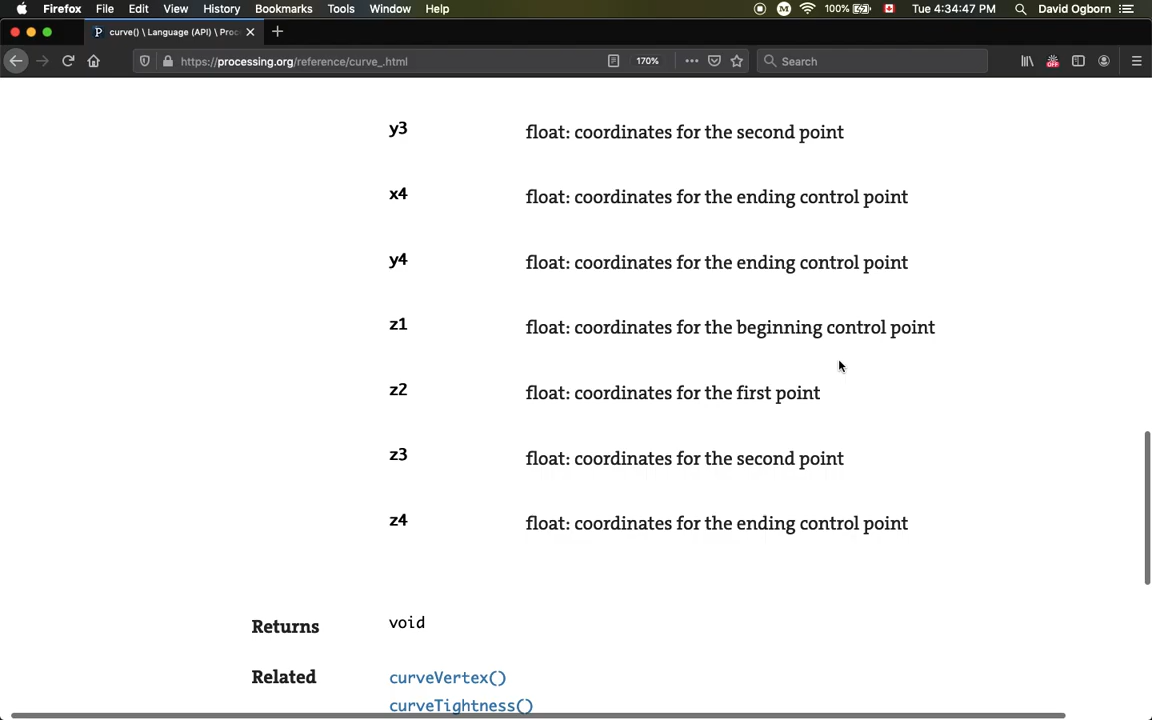 Firefox File Edit View History Bookmarks Tools Window Help 100% Tue 4:34:47 PM David Ogborn
curve() \ Language (API) \ Proc
https://processing.org/reference/curve_.html 170% Search OFF
y3 float: coordinates for the second point
x4 float: coordinates for the ending control point
y4 float: coordinates for the ending control point
z1 float: coordinates for the beginning control point
z2 float: coordinates for the first point
z3 float: coordinates for the second point
z4 float: coordinates for the ending control point
Returns void
Related curveVertex()
curveTightness()